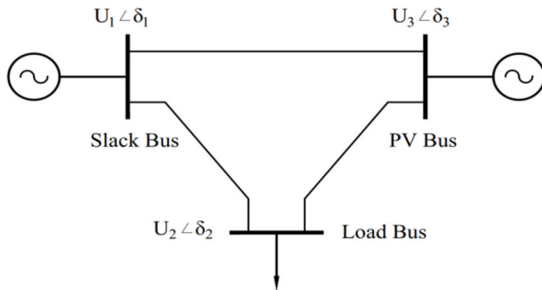 U₁∠δ₁
U₃∠δ₃
Slack Bus
PV Bus
U₂∠δ₂
Load Bus